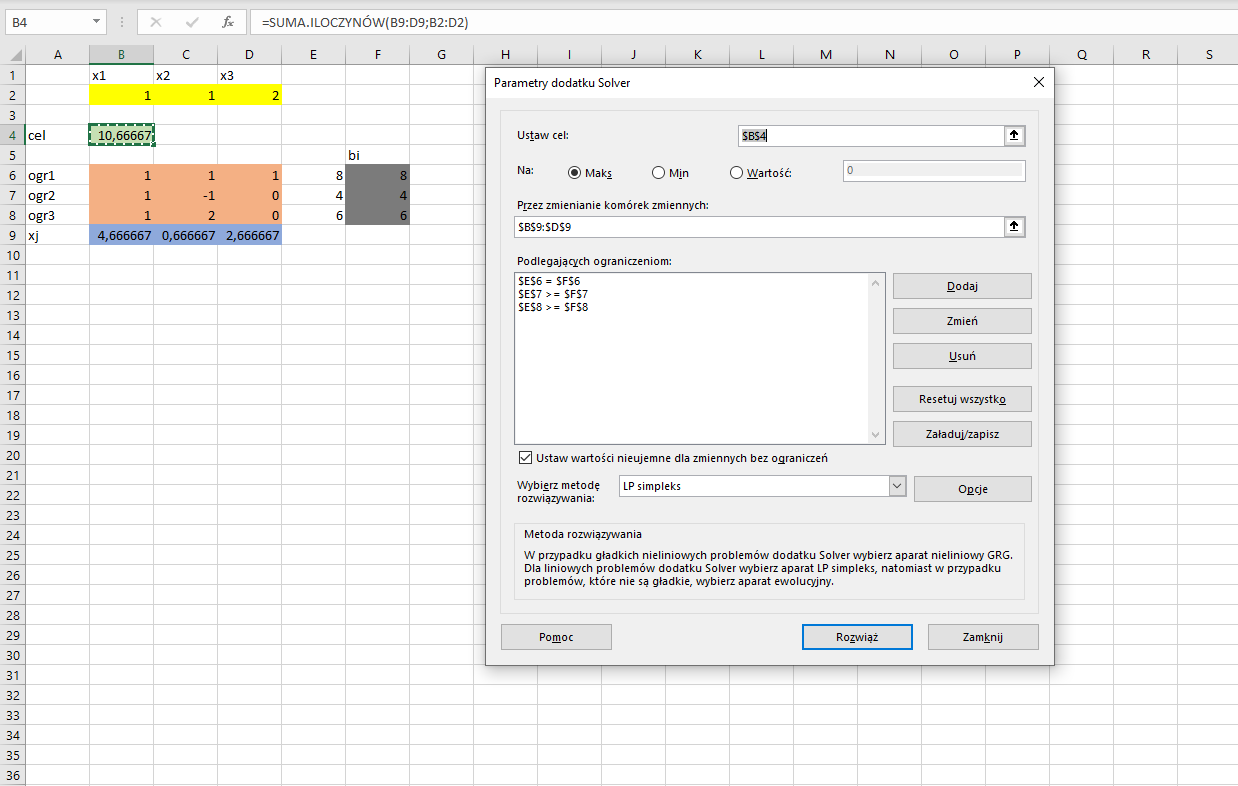 B4 fx =SUMA.ILOCZYNÓW(B9:D9;B2:D2)
A B C D E F G H I J K L M N O P Q R S
1 x1 x2 x3
2 1 1 2
3
4 cel 10,66667
5 bi
6 ogr1 1 1 1 8 8
7 ogr2 1 -1 0 4 4
8 ogr3 1 2 0 6 6
9 xj 4,666667 0,666667 2,666667
10
11
12
13
14
15
16
17
18
19
20
21
22
23
24
25
26
27
28
29
30
31
32
33
34
35
36
Parametry dodatku Solver
Ustaw cel: $B$4
Na: Maks Min Wartość: 0
Przez zmienianie komórek zmiennych:
$B$9:$D$9
Podlegających ograniczeniom:
$E$6 = $F$6
$E$7 >= $F$7
$E$8 >= $F$8
Dodaj
Zmień
Usuń
Resetuj wszystko
Załaduj/zapisz
Ustaw wartości nieujemne dla zmiennych bez ograniczeń
Wybierz metodę
rozwiązywania:
LP simpleks
Opcje
Metoda rozwiązywania
W przypadku gładkich nieliniowych problemów dodatku Solver wybierz aparat nieliniowy GRG.
Dla liniowych problemów dodatku Solver wybierz aparat LP simpleks, natomiast w przypadku
problemów, które nie są gładkie, wybierz aparat ewolucyjny.
Pomoc
Rozwiąż
Zamknij